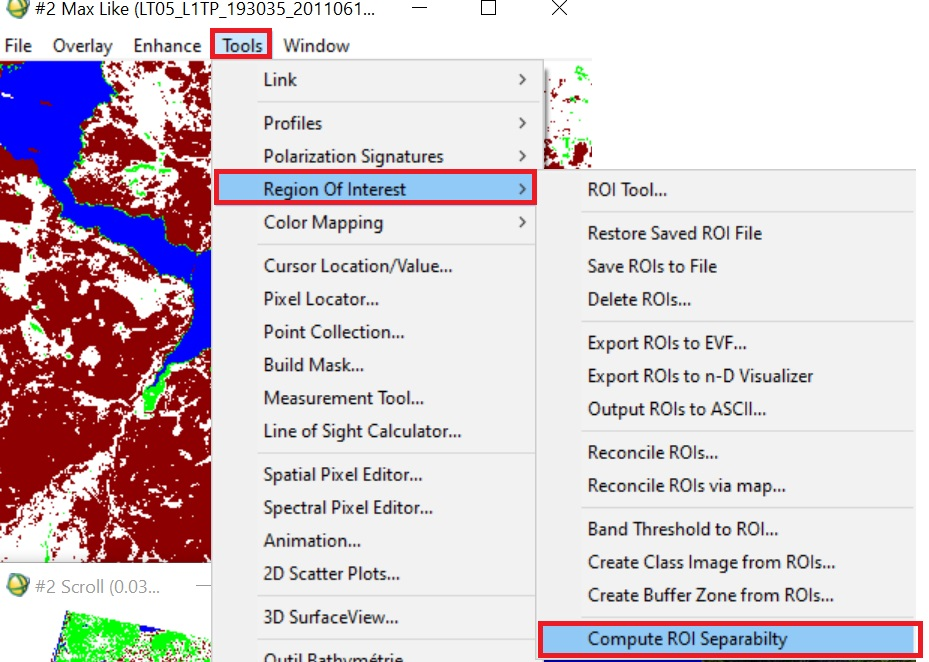 #2 Max Like (LT05_L1TP_193035_2011061...
File Overlay Enhance Tools Window
Link
Profiles
Polarization Signatures
Region Of Interest
Color Mapping
Cursor Location/Value...
Pixel Locator...
Point Collection...
Build Mask...
Measurement Tool...
Line of Sight Calculator...
Spatial Pixel Editor...
Spectral Pixel Editor...
Animation...
2D Scatter Plots...
3D SurfaceView...
Outil Bathymétrie
ROI Tool...
Restore Saved ROI File
Save ROIs to File
Delete ROIs...
Export ROIs to EVF...
Export ROIs to n-D Visualizer
Output ROIs to ASCII...
Reconcile ROIs...
Reconcile ROIs via map...
Band Threshold to ROI...
Create Class Image from ROIs...
Create Buffer Zone from ROIs...
Compute ROI Separabilty
#2 Scroll (0.03...